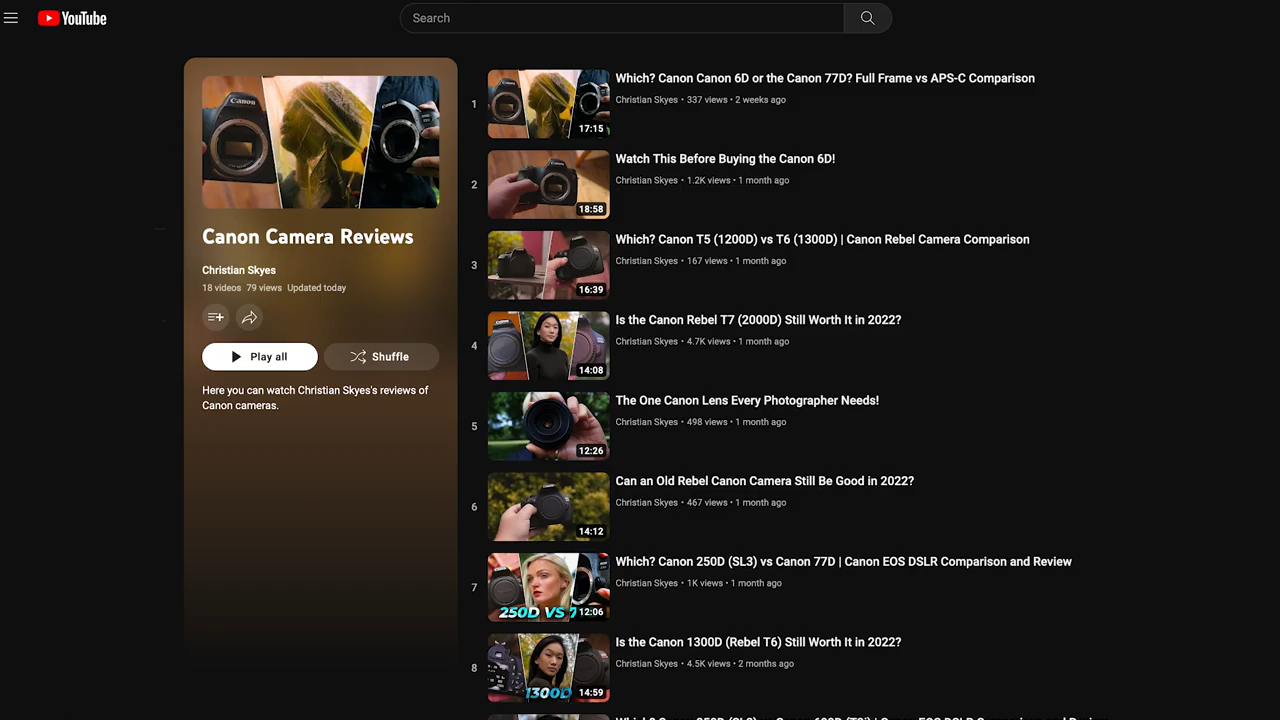 YouTube
Search
Canon Camera Reviews
Christian Skyes
18 videos 79 views Updated today
Play all
Shuffle
Here you can watch Christian Skyes's reviews of
Canon cameras.
1
17:15
Which? Canon Canon 6D or the Canon 77D? Full Frame vs APS-C Comparison
Christian Skyes • 337 views • 2 weeks ago
2
18:58
Watch This Before Buying the Canon 6D!
Christian Skyes • 1.2K views • 1 month ago
3
16:39
Which? Canon T5 (1200D) vs T6 (1300D) | Canon Rebel Camera Comparison
Christian Skyes • 167 views • 1 month ago
4
14:08
Is the Canon Rebel T7 (2000D) Still Worth It in 2022?
Christian Skyes • 4.7K views • 1 month ago
5
12:26
The One Canon Lens Every Photographer Needs!
Christian Skyes • 498 views • 1 month ago
6
14:12
Can an Old Rebel Canon Camera Still Be Good in 2022?
Christian Skyes • 467 views • 1 month ago
7
250D VS 7
12:06
Which? Canon 250D (SL3) vs Canon 77D | Canon EOS DSLR Comparison and Review
Christian Skyes • 1K views • 1 month ago
8
1300D
14:59
Is the Canon 1300D (Rebel T6) Still Worth It in 2022?
Christian Skyes • 4.5K views • 2 months ago